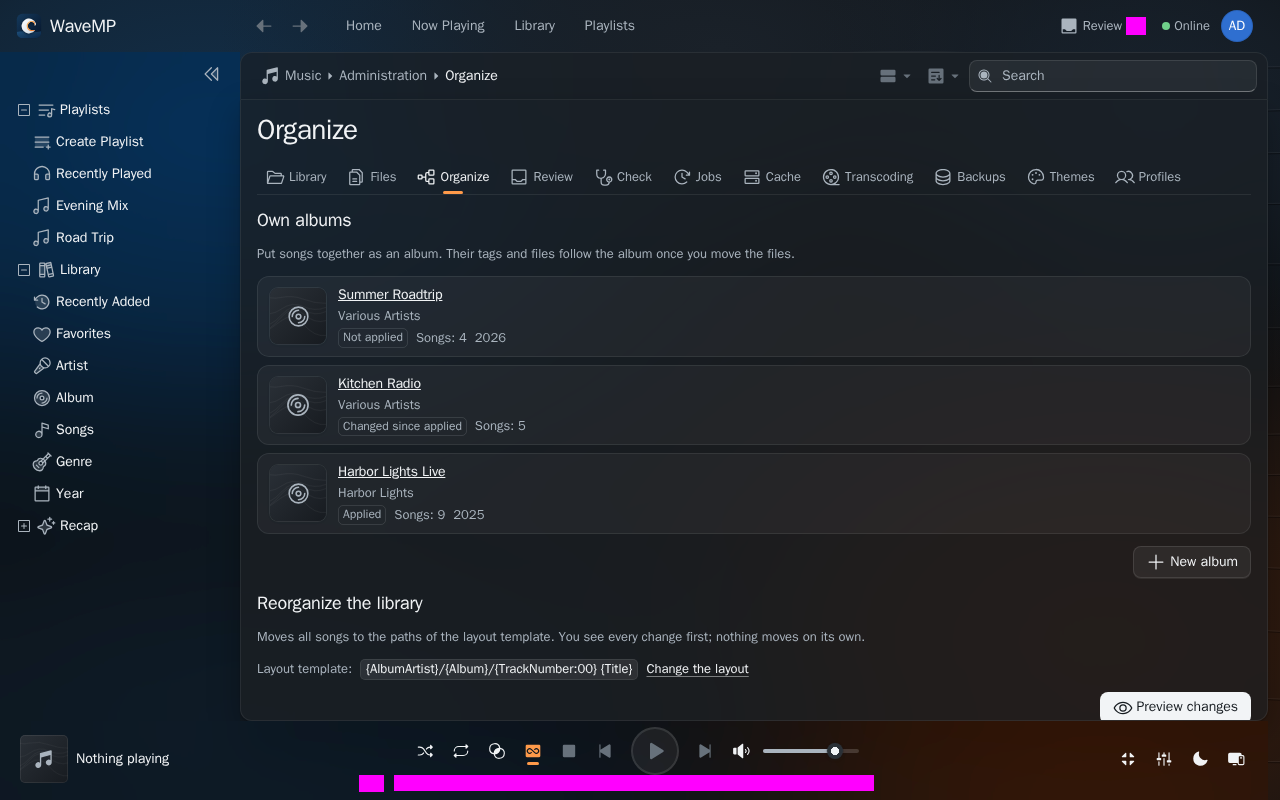 WaveMP
Home
Now Playing
Library
Playlists
Review
Online
AD
Music
Administration
Organize
Search
Playlists
Create Playlist
Recently Played
Evening Mix
Road Trip
Library
Recently Added
Favorites
Artist
Album
Songs
Genre
Year
Recap
Organize
Library
Files
Organize
Review
Check
Jobs
Cache
Transcoding
Backups
Themes
Profiles
Own albums
Put songs together as an album. Their tags and files follow the album once you move the files.
Summer Roadtrip
Various Artists
Not applied Songs: 4 2026
Kitchen Radio
Various Artists
Changed since applied Songs: 5
Harbor Lights Live
Harbor Lights
Applied Songs: 9 2025
New album
Reorganize the library
Moves all songs to the paths of the layout template. You see every change first; nothing moves on its own.
Layout template: {AlbumArtist}/{Album}/{TrackNumber:00} {Title} Change the layout
Preview changes
Nothing playing